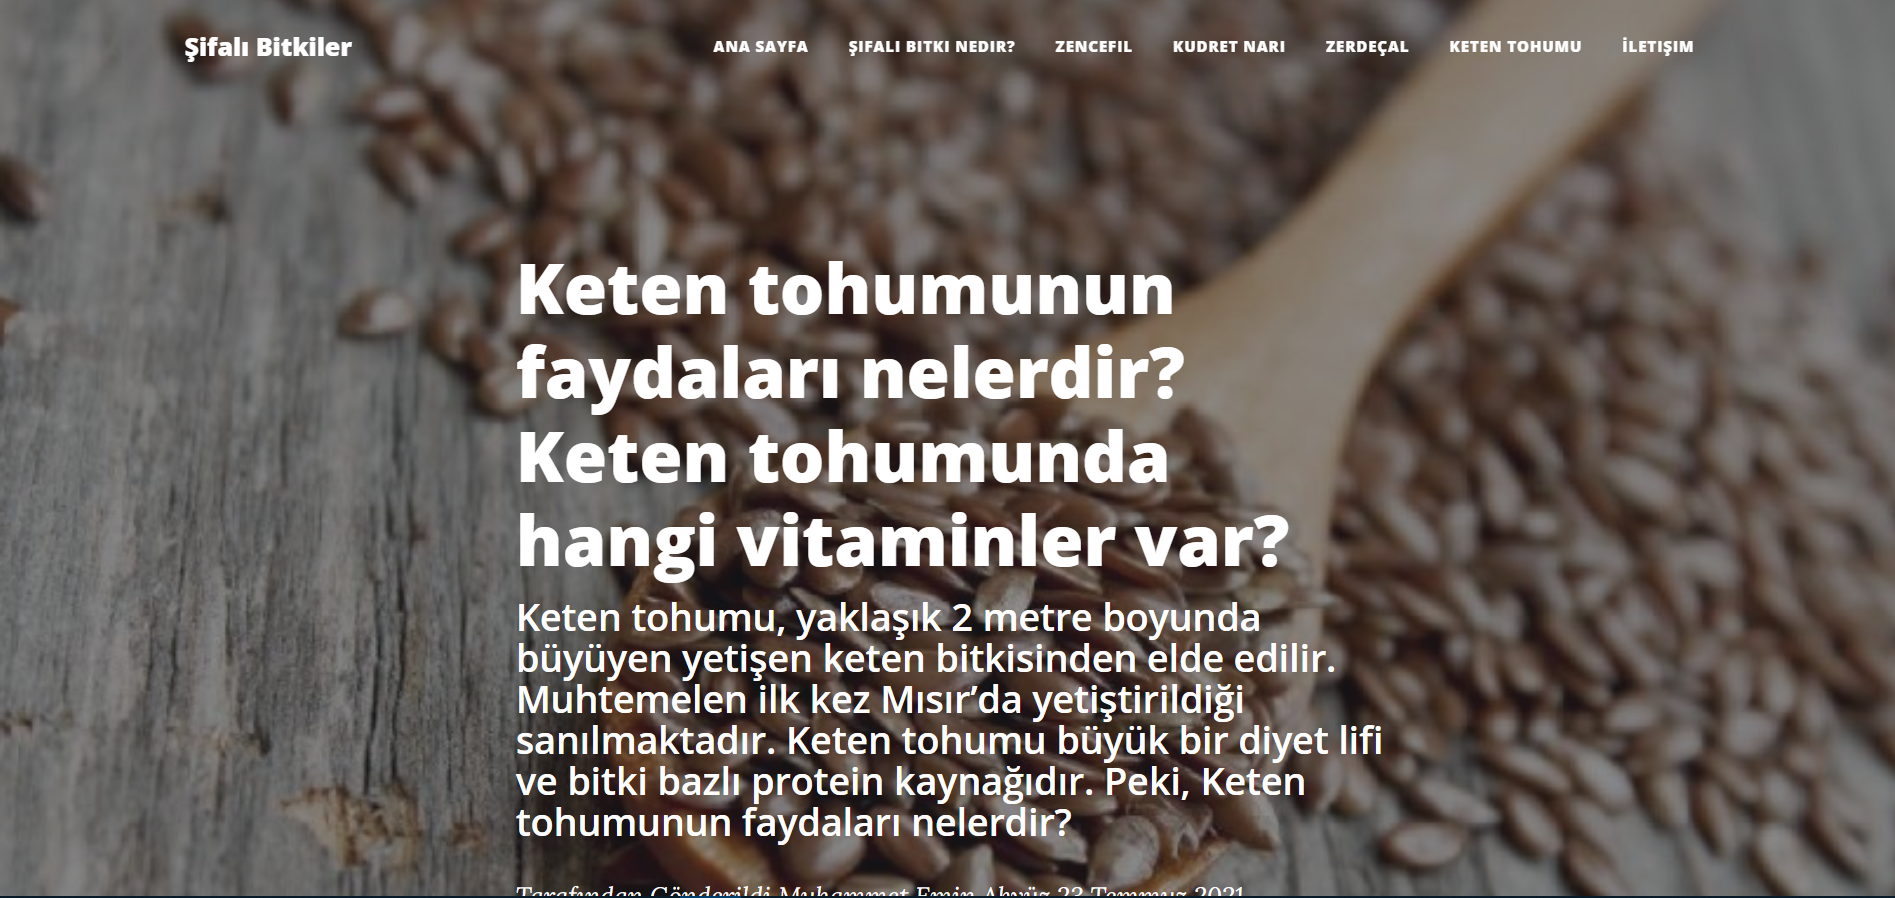 Şifalı Bitkiler
ANA SAYFA ŞIFALI BITKI NEDIR? ZENCEFIL KUDRET NARI ZERDEÇAL KETEN TOHUMU İLETIŞIM
Keten tohumunun
faydaları nelerdir?
Keten tohumunda
hangi vitaminler var?
Keten tohumu, yaklaşık 2 metre boyunda
büyüyen yetişen keten bitkisinden elde edilir.
Muhtemelen ilk kez Mısır’da yetiştirildiği
sanılmaktadır. Keten tohumu büyük bir diyet lifi
ve bitki bazlı protein kaynağıdır. Peki, Keten
tohumunun faydaları nelerdir?
Tarafından Gönderildi Muhammet Emin 23 Temmuz 2021